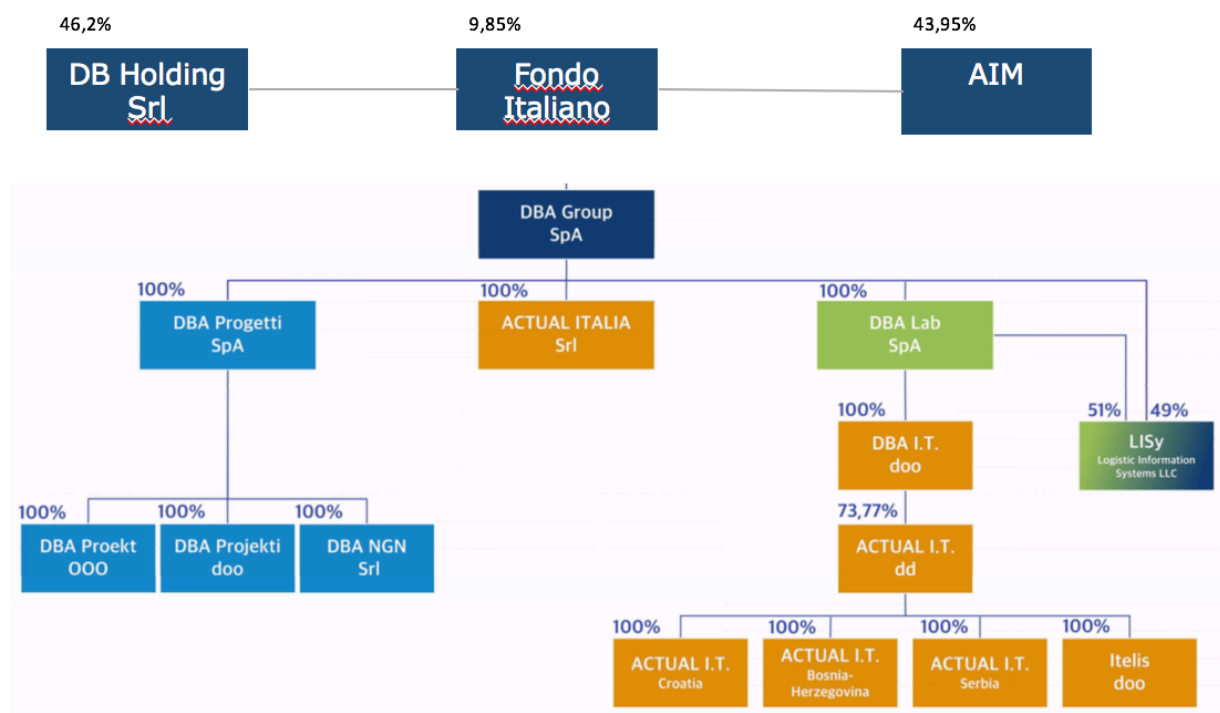 46,2%
9,85%
43,95%
DB Holding
Srl
Fondo
Italiano
AIM
DBA Group
SpA
100%
DBA Progetti
SpA
100%
ACTUAL ITALIA
Srl
100%
DBA Lab
SpA
100%
DBA I.T.
doo
51%
49%
LISy
Logistic Information
Systems LLC
73,77%
ACTUAL I.T.
dd
100%
DBA Proekt
OOO
100%
DBA Projekti
doo
100%
DBA NGN
Srl
100%
ACTUAL I.T.
Croatia
100%
ACTUAL I.T.
Bosnia-
Herzegovina
100%
ACTUAL I.T.
Serbia
100%
Itelis
doo